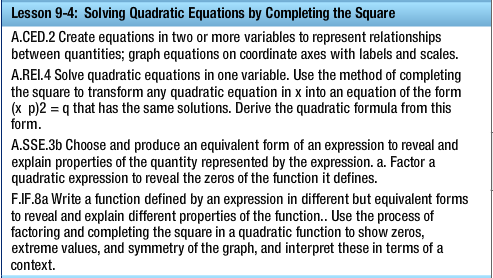 Lesson 9-4: Solving Quadratic Equations by Completing the Square
A.CED.2 Create equations in two or more variables to represent relationships
between quantities; graph equations on coordinate axes with labels and scales.
A.REI.4 Solve quadratic equations in one variable. Use the method of completing
the square to transform any quadratic equation in x into an equation of the form
(x  p)2 = q that has the same solutions. Derive the quadratic formula from this
form.
A.SSE.3b Choose and produce an equivalent form of an expression to reveal and
explain properties of the quantity represented by the expression. a. Factor a
quadratic expression to reveal the zeros of the function it defines.
F.IF.8a Write a function defined by an expression in different but equivalent forms
to reveal and explain different properties of the function.. Use the process of
factoring and completing the square in a quadratic function to show zeros,
extreme values, and symmetry of the graph, and interpret these in terms of a
context.